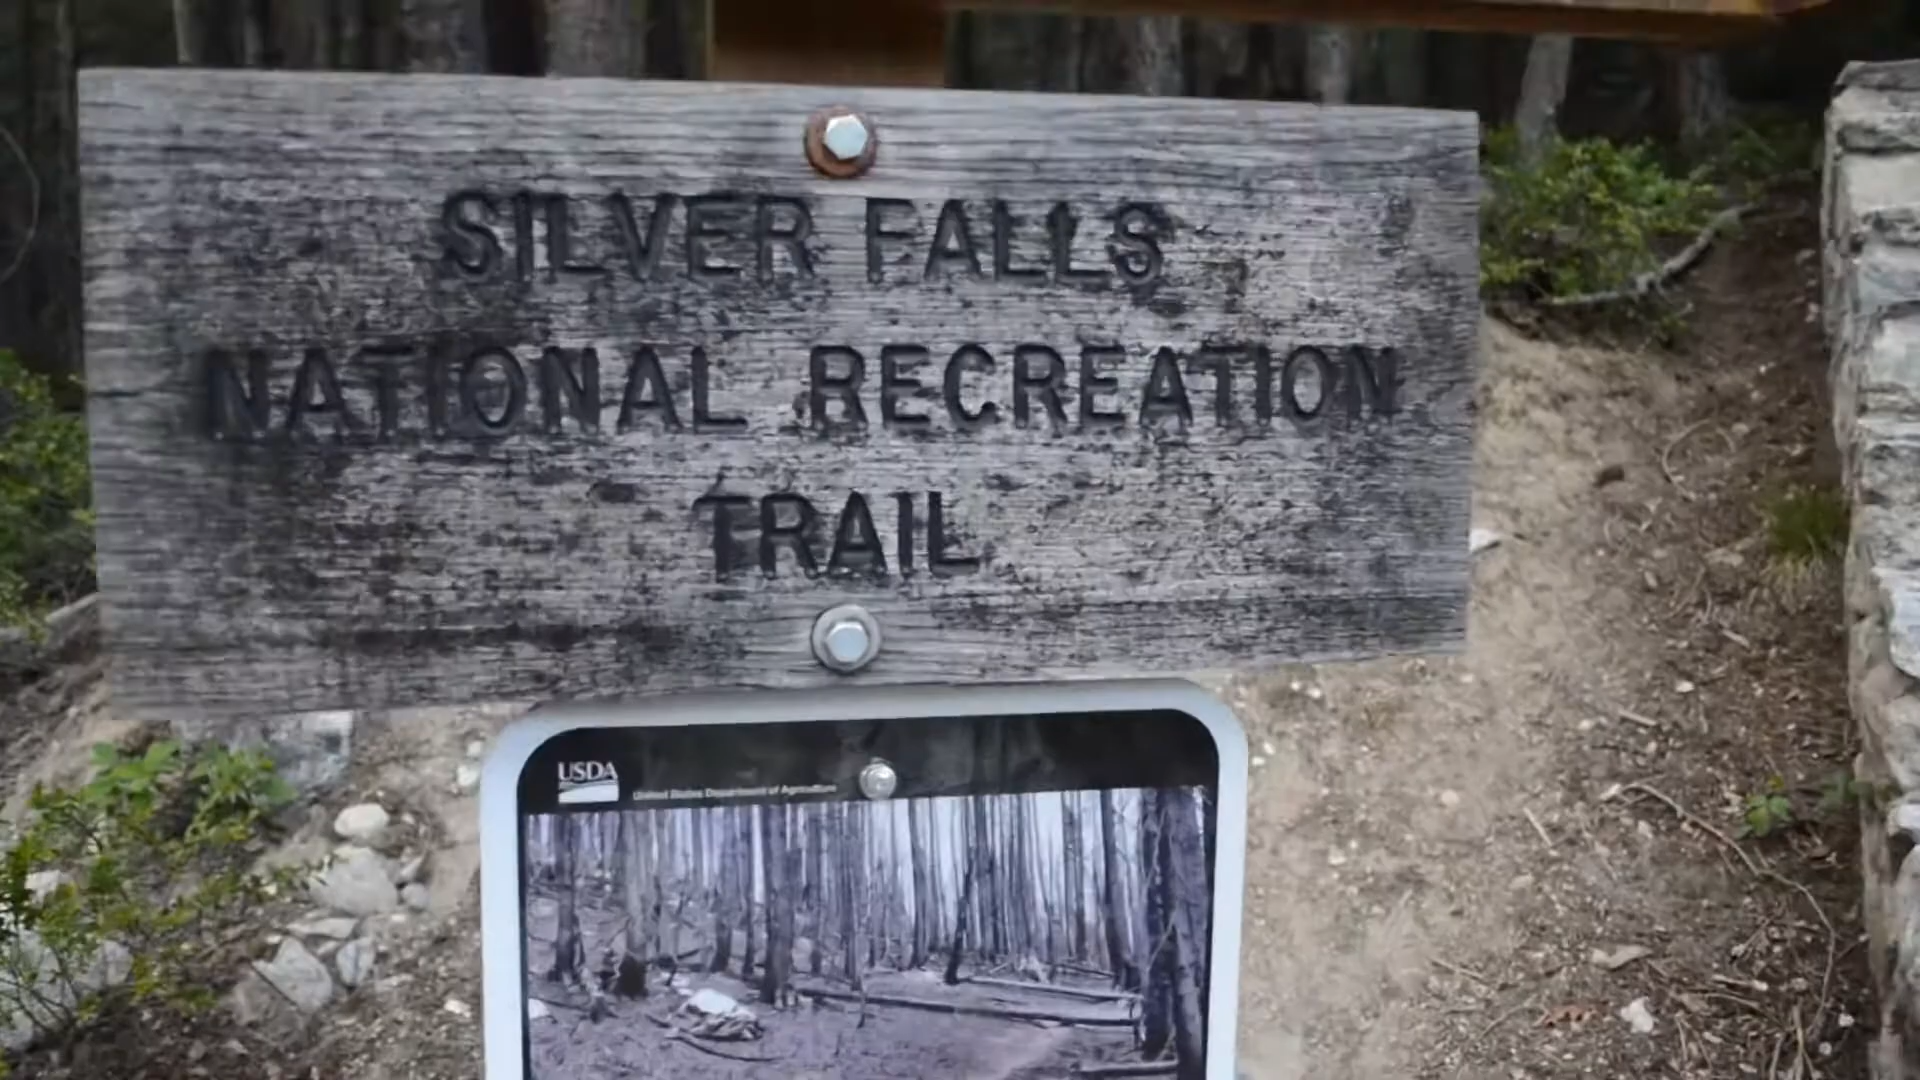 SILVER FALLS
NATIONAL RECREATION
TRAIL
USDA
United States Department of Agriculture